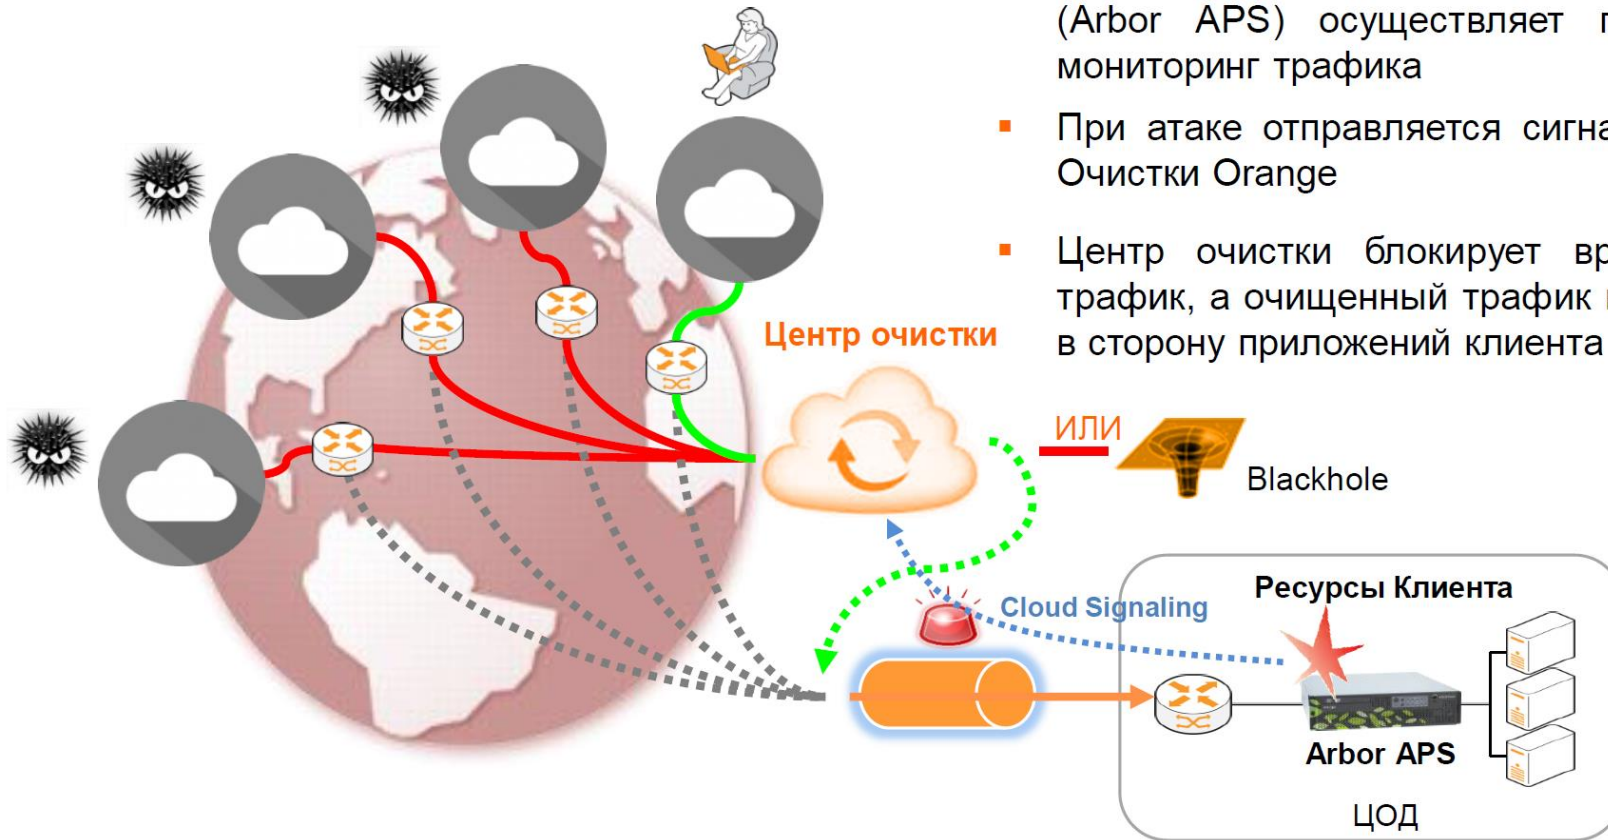 (Arbor APS) осуществляет
мониторинг трафика
При атаке отправляется
Очистки Orange
Центр очистки блокирует
трафик, а очищенный трафик
в сторону приложений клиента
Центр очистки
ИЛИ
Blackhole
Cloud Signaling
Ресурсы Клиента
Arbor APS
ЦОД